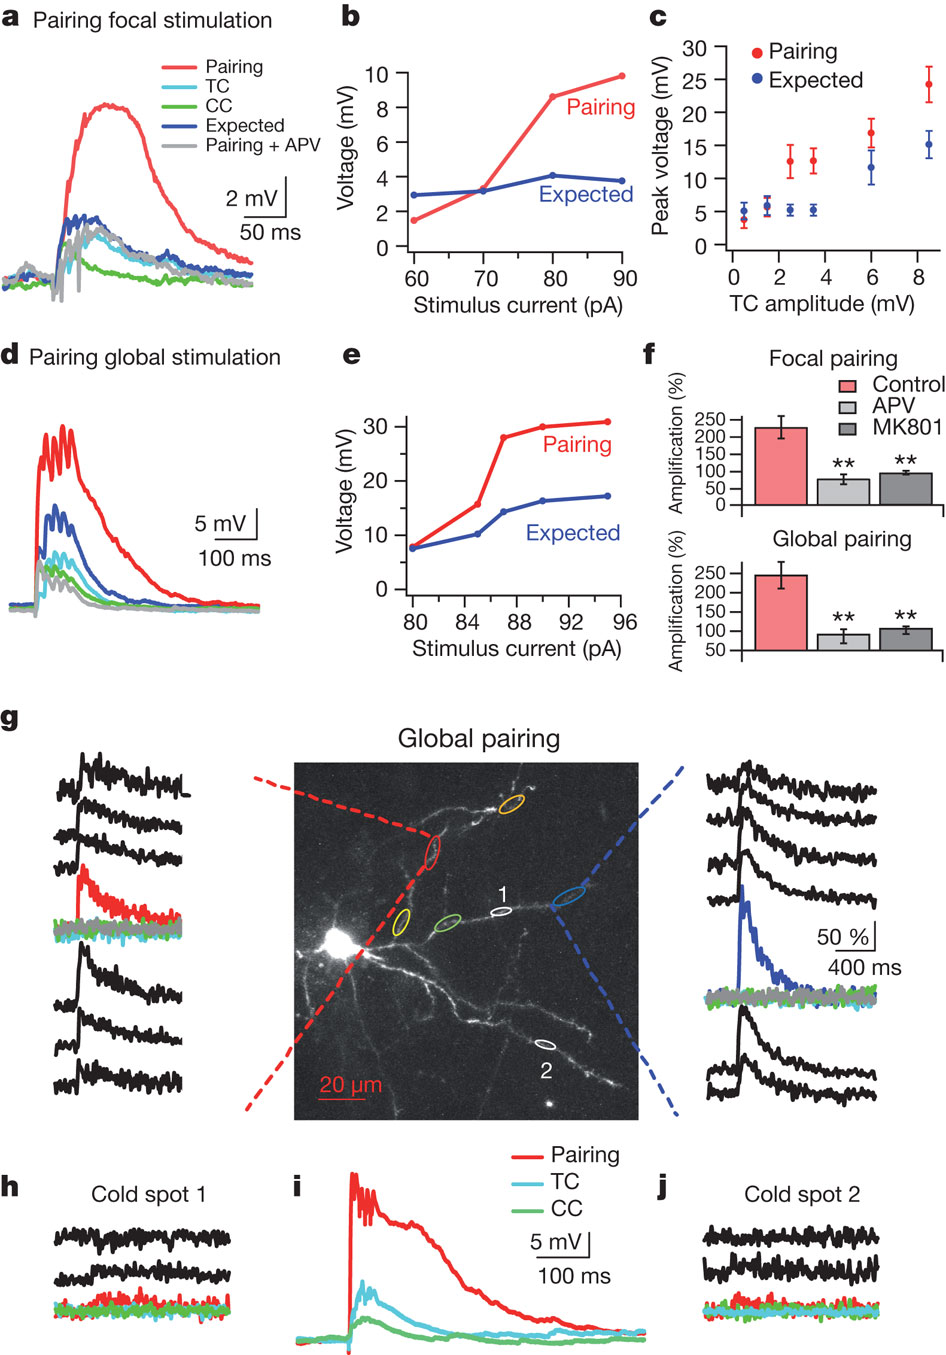 a Pairing focal stimulation
Pairing
TC
CC
Expected
Pairing + APV
2 mV
50 ms
b
Voltage (mV)
10
8
6
4
2
0
Pairing
Expected
60 70 80 90
Stimulus current (pA)
c
Peak voltage (mV)
30
25
20
15
10
5
0
Pairing
Expected
0 2 4 6 8
TC amplitude (mV)
d Pairing global stimulation
5 mV
100 ms
e
Voltage (mV)
30
20
10
0
Pairing
Expected
80 84 88 92 96
Stimulus current (pA)
f
Focal pairing
Control
APV
MK801
Amplification (%)
250
200
150
100
50
0
** **
Global pairing
Amplification (%)
250
200
150
100
50
** **
g
Global pairing
1
2
20 µm
50 %
400 ms
h Cold spot 1
i
Pairing
TC
CC
5 mV
100 ms
j Cold spot 2